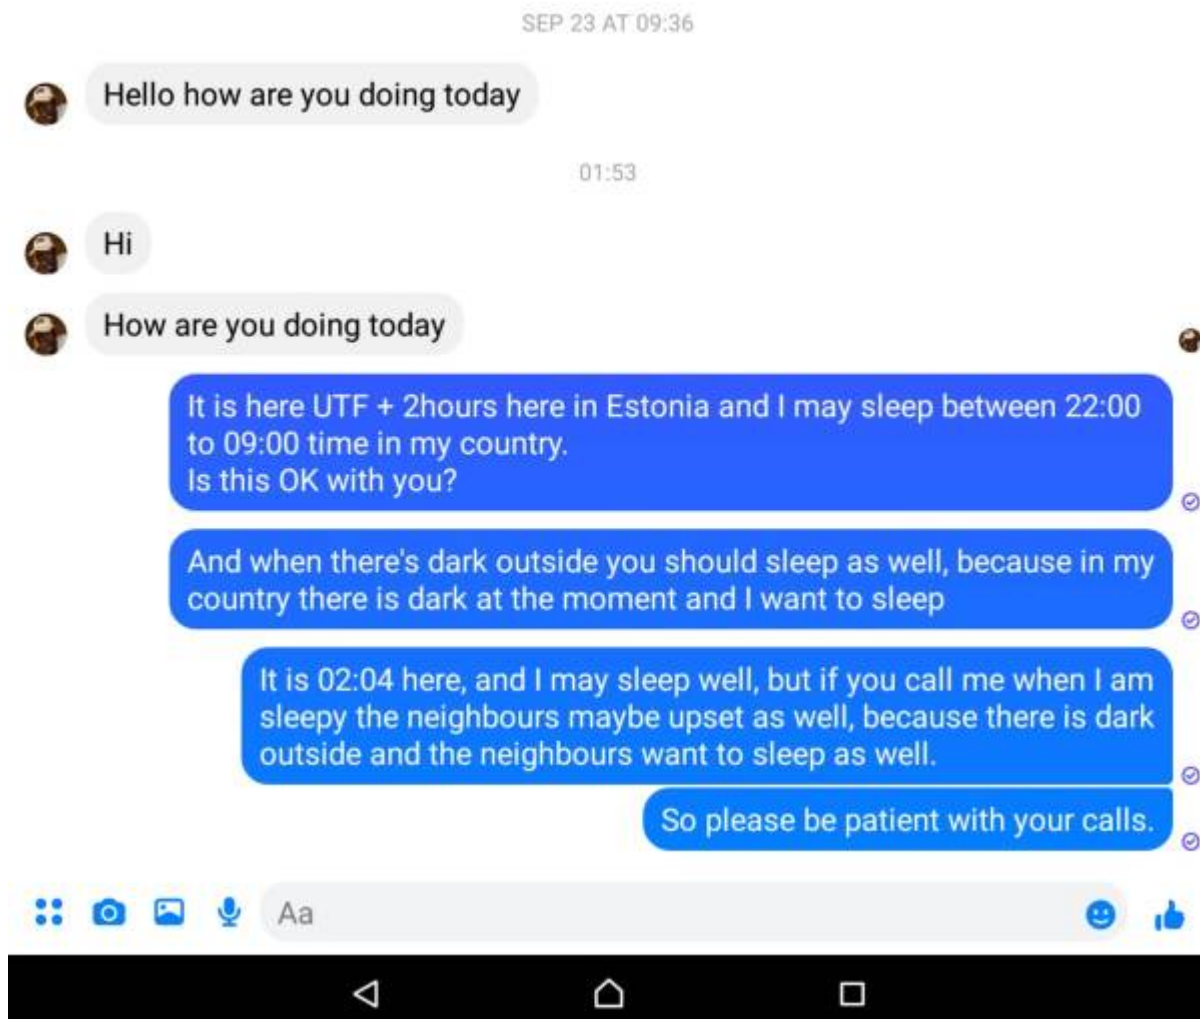 SEP 23 AT 09:36
Hello how are you doing today
01:53
Hi
How are you doing today
It is here UTF + 2hours here in Estonia and I may sleep between 22:00
to 09:00 time in my country.
Is this OK with you?
And when there's dark outside you should sleep as well, because in my
country there is dark at the moment and I want to sleep
It is 02:04 here, and I may sleep well, but if you call me when I am
sleepy the neighbours maybe upset as well, because there is dark
outside and the neighbours want to sleep as well.
So please be patient with your calls.
Aa